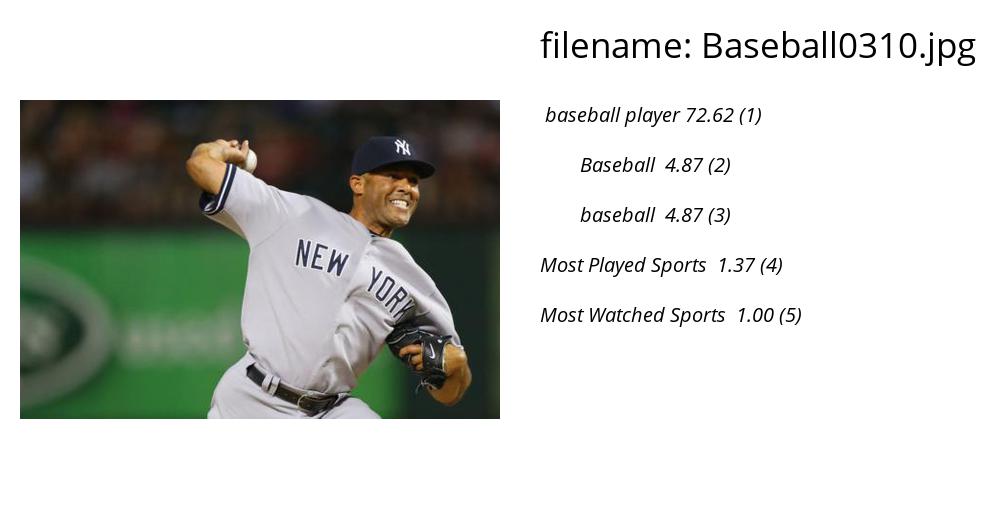 filename: Baseball0310.jpg
baseball player 72.62 (1)
Baseball 4.87 (2)
baseball 4.87 (3)
Most Played Sports 1.37 (4)
Most Watched Sports 1.00 (5)
NY
NEW YORK